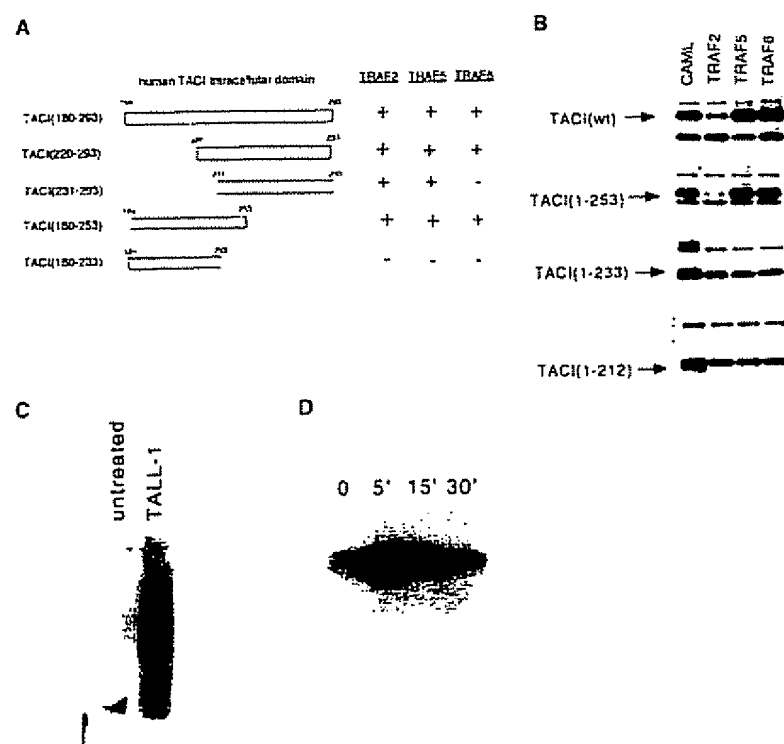 A
human TACI intracellular domain
TRAF2 TRAF5 TRAF6
TACI(180-293) + + +
TACI(220-293) + + +
TACI(231-293) + + -
TACI(180-253) + + +
TACI(180-233) - - -
B
CAML
TRAF2
TRAF5
TRAF6
TACI(wt)
TACI(1-253)
TACI(1-233)
TACI(1-212)
C
untreated
TALL-1
D
0 5' 15' 30'